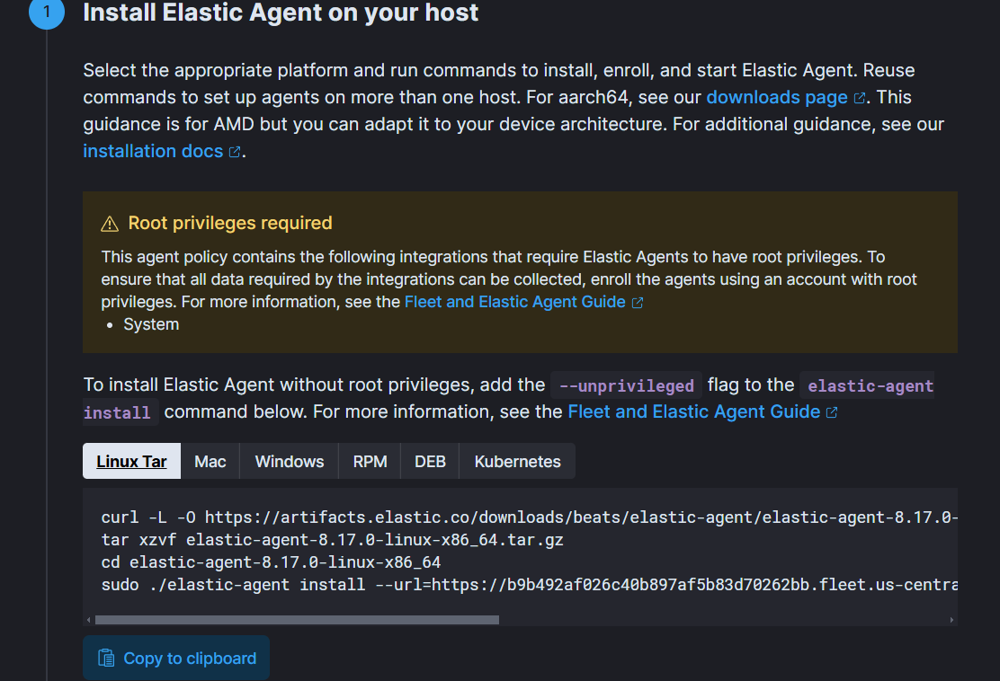 1
Install Elastic Agent on your host
Select the appropriate platform and run commands to install, enroll, and start Elastic Agent. Reuse
commands to set up agents on more than one host. For aarch64, see our downloads page. This
guidance is for AMD but you can adapt it to your device architecture. For additional guidance, see our
installation docs.
Root privileges required
This agent policy contains the following integrations that require Elastic Agents to have root privileges. To
ensure that all data required by the integrations can be collected, enroll the agents using an account with root
privileges. For more information, see the Fleet and Elastic Agent Guide
• System
To install Elastic Agent without root privileges, add the --unprivileged flag to the elastic-agent
install command below. For more information, see the Fleet and Elastic Agent Guide
Linux Tar Mac Windows RPM DEB Kubernetes
curl -L -O https://artifacts.elastic.co/downloads/beats/elastic-agent/elastic-agent-8.17.0-
tar xzvf elastic-agent-8.17.0-linux-x86_64.tar.gz
cd elastic-agent-8.17.0-linux-x86_64
sudo ./elastic-agent install --url=https://b9b492af026c40b897af5b83d70262bb.fleet.us-centra
Copy to clipboard